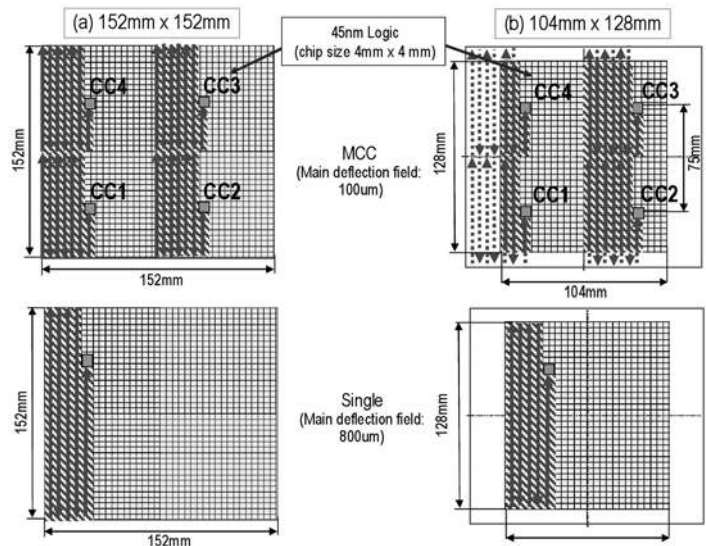 (a) 152mm x 152mm
45nm Logic
(chip size 4mm x 4 mm)
(b) 104mm x 128mm
CC4
CC3
CC1
CC2
152mm
152mm
MCC
(Main deflection field:
100um)
CC4
CC3
CC1
CC2
128mm
75mm
104mm
152mm
152mm
Single
(Main deflection field:
800um)
128mm